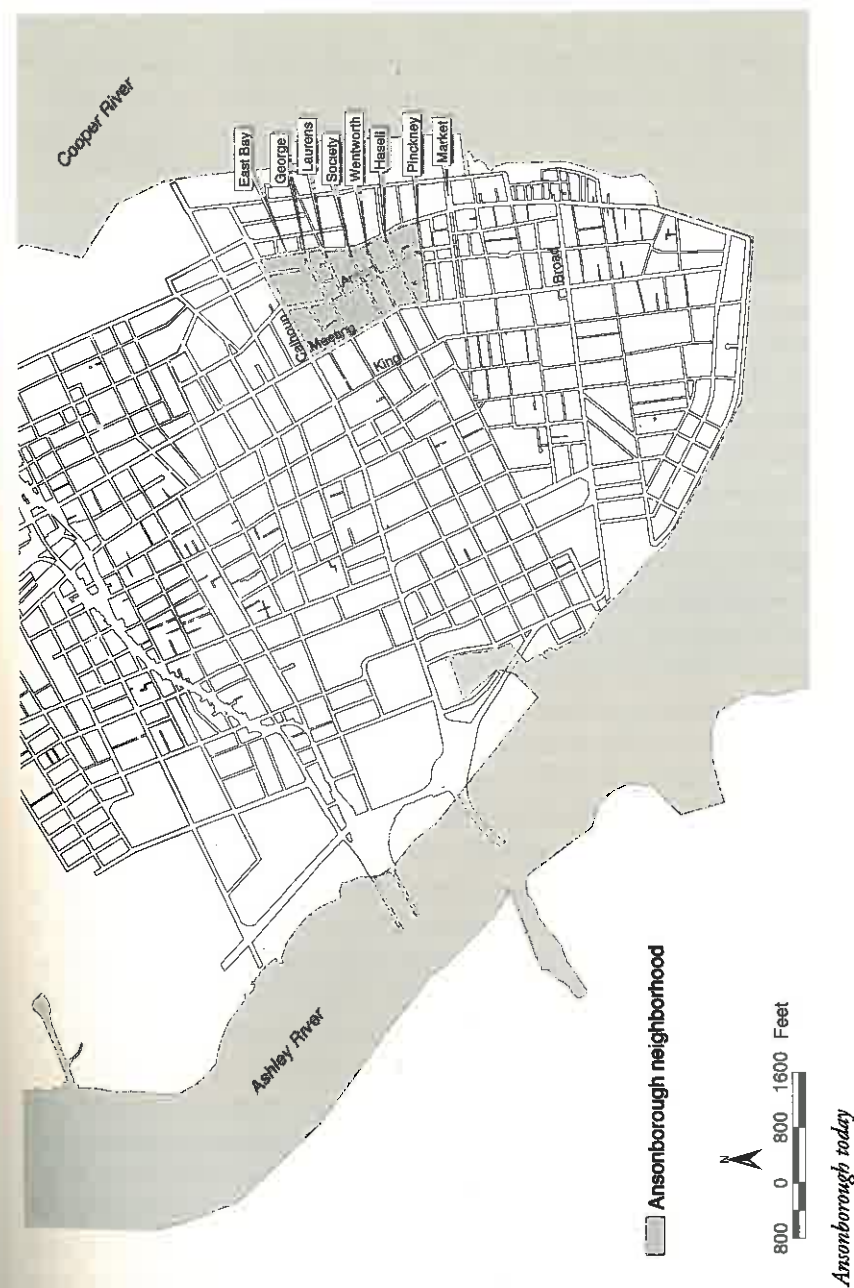 Cooper River
East Bay
George
Laurens
Society
Wentworth
Hasell
Pinckney
Market
Calhoun
Meeting
King
Broad
Ashley River
Ansonborough neighborhood
N
800 0 800 1600 Feet
Ansonborough today